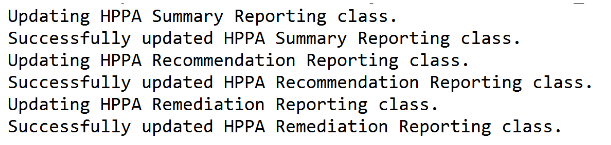 Updating HPPA Summary Reporting class.
Successfully updated HPPA Summary Reporting class.
Updating HPPA Recommendation Reporting class.
Successfully updated HPPA Recommendation Reporting class.
Updating HPPA Remediation Reporting class.
Successfully updated HPPA Remediation Reporting class.